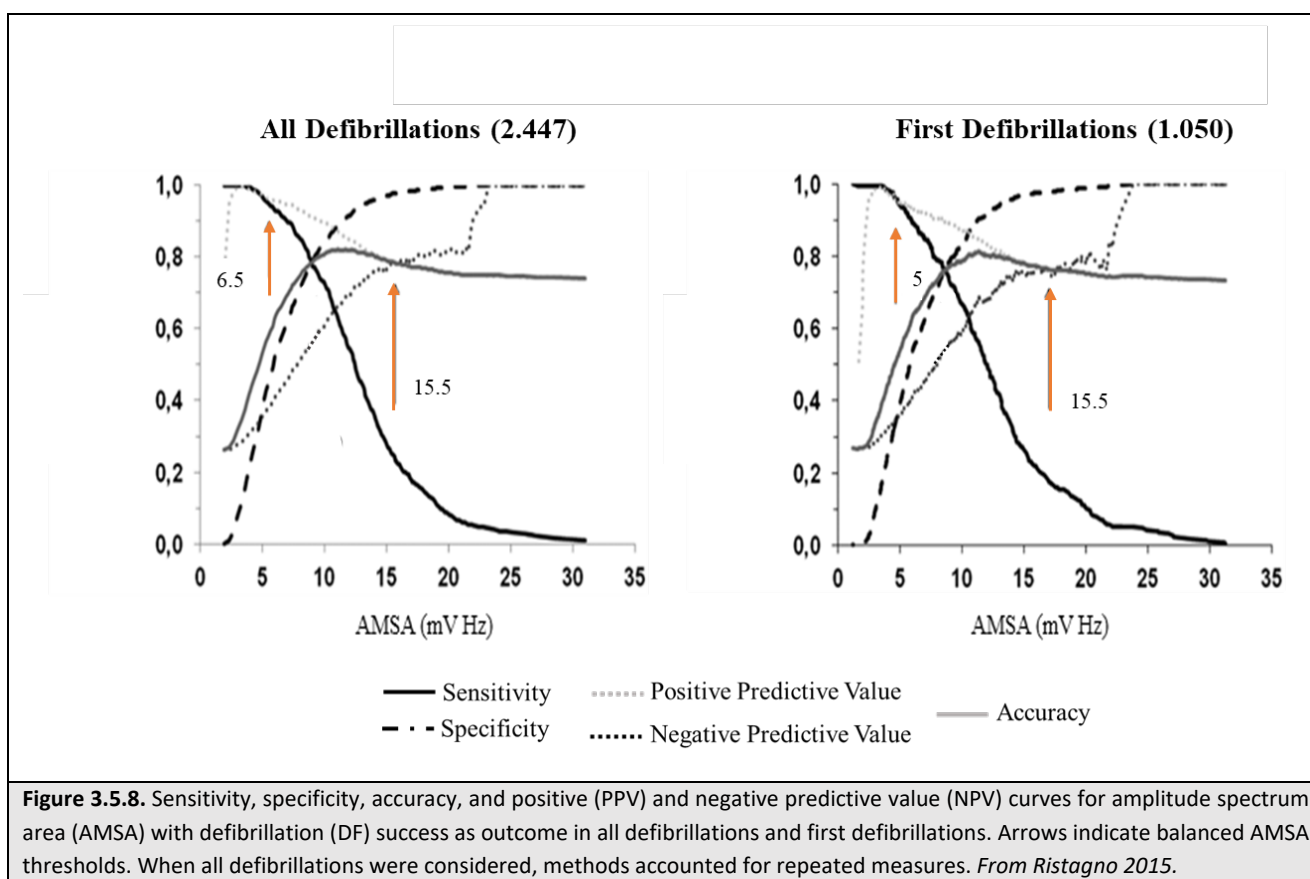 All Defibrillations (2.447)
1,0
0,8
0,6
0,4
0,2
0,0
6.5
15.5
0 5 10 15 20 25 30 35
AMSA (mV Hz)
First Defibrillations (1.050)
1,0
0,8
0,6
0,4
0,2
0,0
5
15.5
0 5 10 15 20 25 30 35
AMSA (mV Hz)
Sensitivity
Specificity
Positive Predictive Value
Negative Predictive Value
Accuracy
Figure 3.5.8. Sensitivity, specificity, accuracy, and positive (PPV) and negative predictive value (NPV) curves for amplitude spectrum
area (AMSA) with defibrillation (DF) success as outcome in all defibrillations and first defibrillations. Arrows indicate balanced AMSA
thresholds. When all defibrillations were considered, methods accounted for repeated measures. From Ristagno 2015.